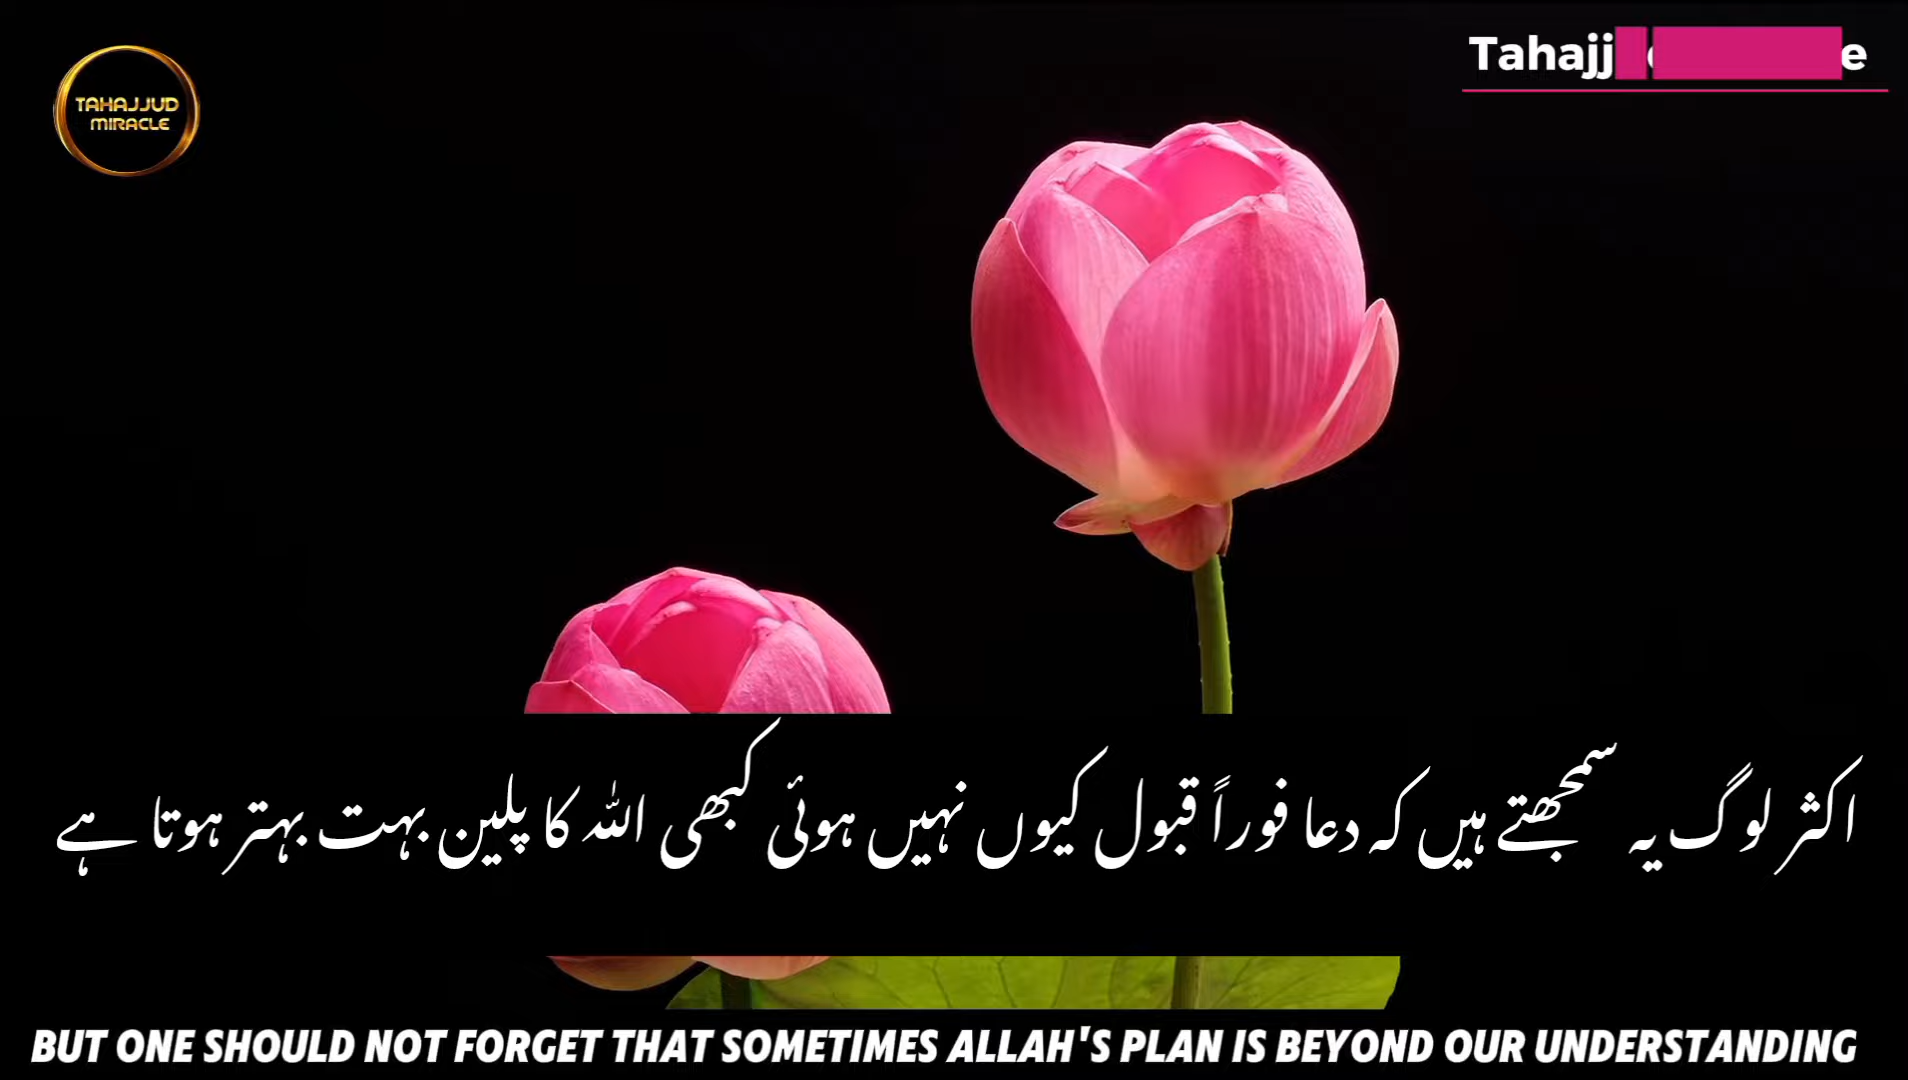 TAHAJJUD
MIRACLE
اکثر لوگ یہ سمجھتے ہیں کہ دعا فوراً قبول کیوں نہیں ہوئی کبھی اللہ کا پلین بہت بہتر ہوتا ہے
BUT ONE SHOULD NOT FORGET THAT SOMETIMES ALLAH'S PLAN IS BEYOND OUR UNDERSTANDING